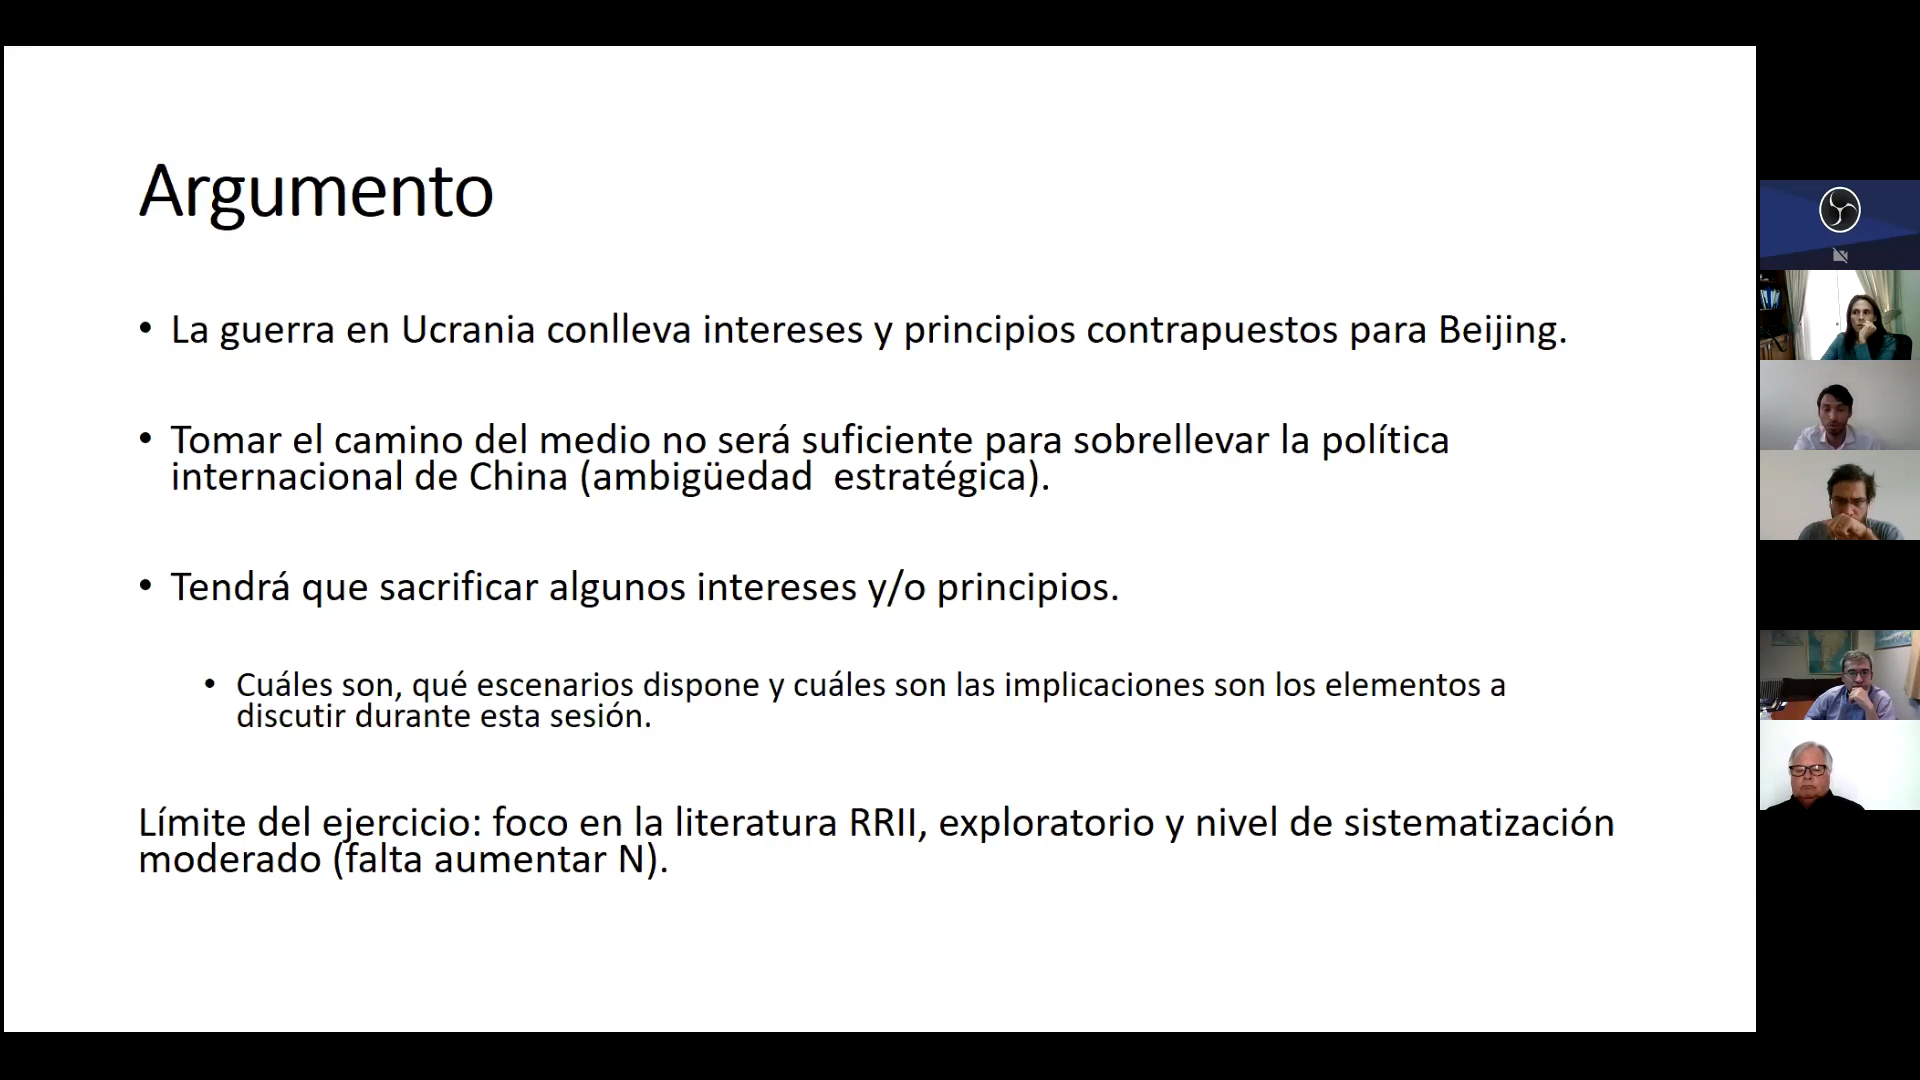 Argumento
• La guerra en Ucrania conlleva intereses y principios contrapuestos para Beijing.
• Tomar el camino del medio no será suficiente para sobrellevar la política
internacional de China (ambigüedad  estratégica).
• Tendrá que sacrificar algunos intereses y/o principios.
• Cuáles son, qué escenarios dispone y cuáles son las implicaciones son los elementos a
discutir durante esta sesión.
Límite del ejercicio: foco en la literatura RRII, exploratorio y nivel de sistematización
moderado (falta aumentar N).